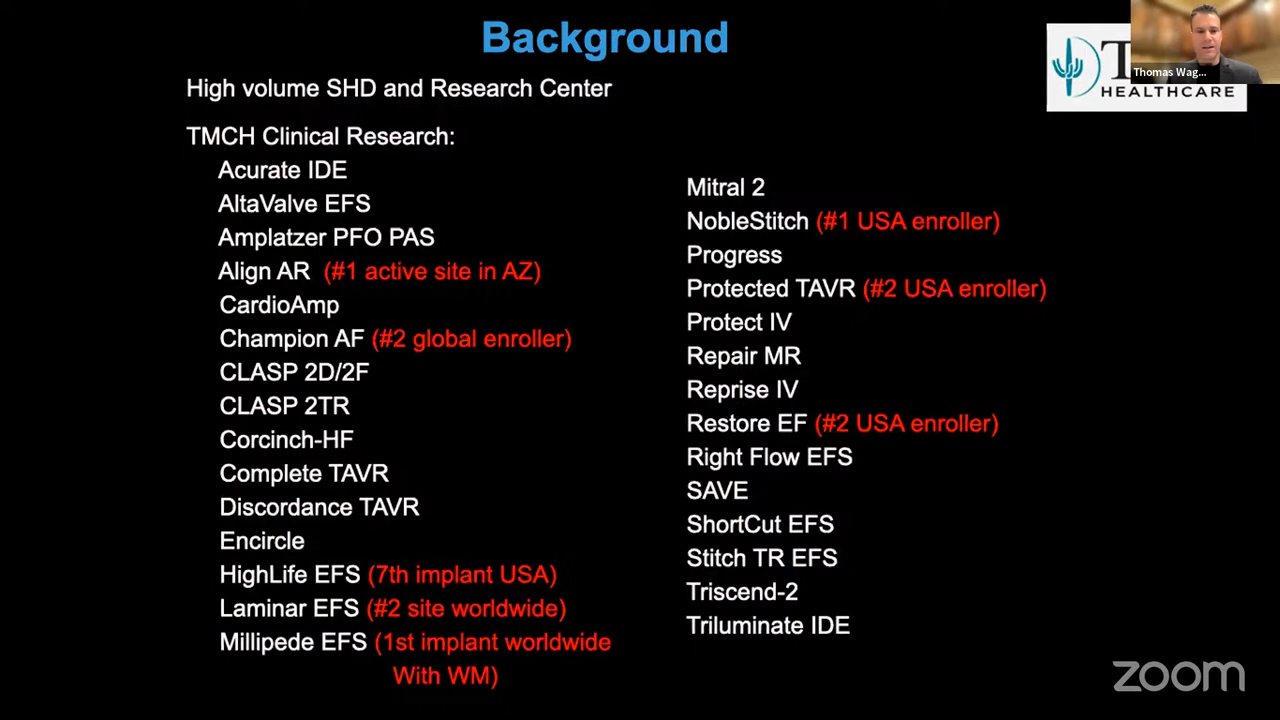 Background
High volume SHD and Research Center
TMCH Clinical Research:
Acurate IDE
AltaValve EFS
Amplatzer PFO PAS
Align AR (#1 active site in AZ)
CardioAmp
Champion AF (#2 global enroller)
CLASP 2D/2F
CLASP 2TR
Corcinch-HF
Complete TAVR
Discordance TAVR
Encircle
HighLife EFS (7th implant USA)
Laminar EFS (#2 site worldwide)
Millipede EFS (1st implant worldwide
With WM)
Mitral 2
NobleStitch (#1 USA enroller)
Progress
Protected TAVR (#2 USA enroller)
Protect IV
Repair MR
Reprise IV
Restore EF (#2 USA enroller)
Right Flow EFS
SAVE
ShortCut EFS
Stitch TR EFS
Triscend-2
Triluminate IDE
Thomas Wag...
HEALTHCARE
zoom